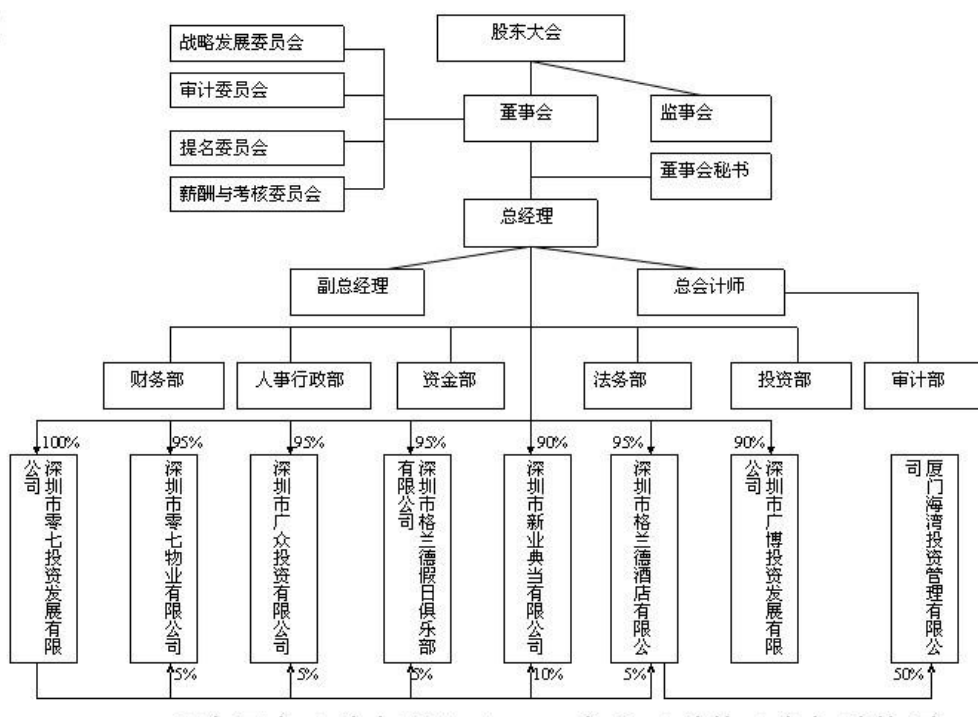 股东大会
战略发展委员会
审计委员会
董事会
监事会
提名委员会
董事会秘书
薪酬与考核委员会
总经理
副总经理
总会计师
财务部
人事行政部
资金部
法务部
投资部
审计部
100%
95%
95%
95%
90%
95%
90%
深圳市零七投资发展有限
公司
深圳市零七物业有限公司
深圳市广众投资有限公司
深圳市格兰德假日俱乐部
有限公司
深圳市新业典当有限公司
深圳市格兰德酒店有限公
深圳市广博投资发展有限
公司
厦门海湾投资管理有限公
司
5%
5%
5%
10%
5%
50%